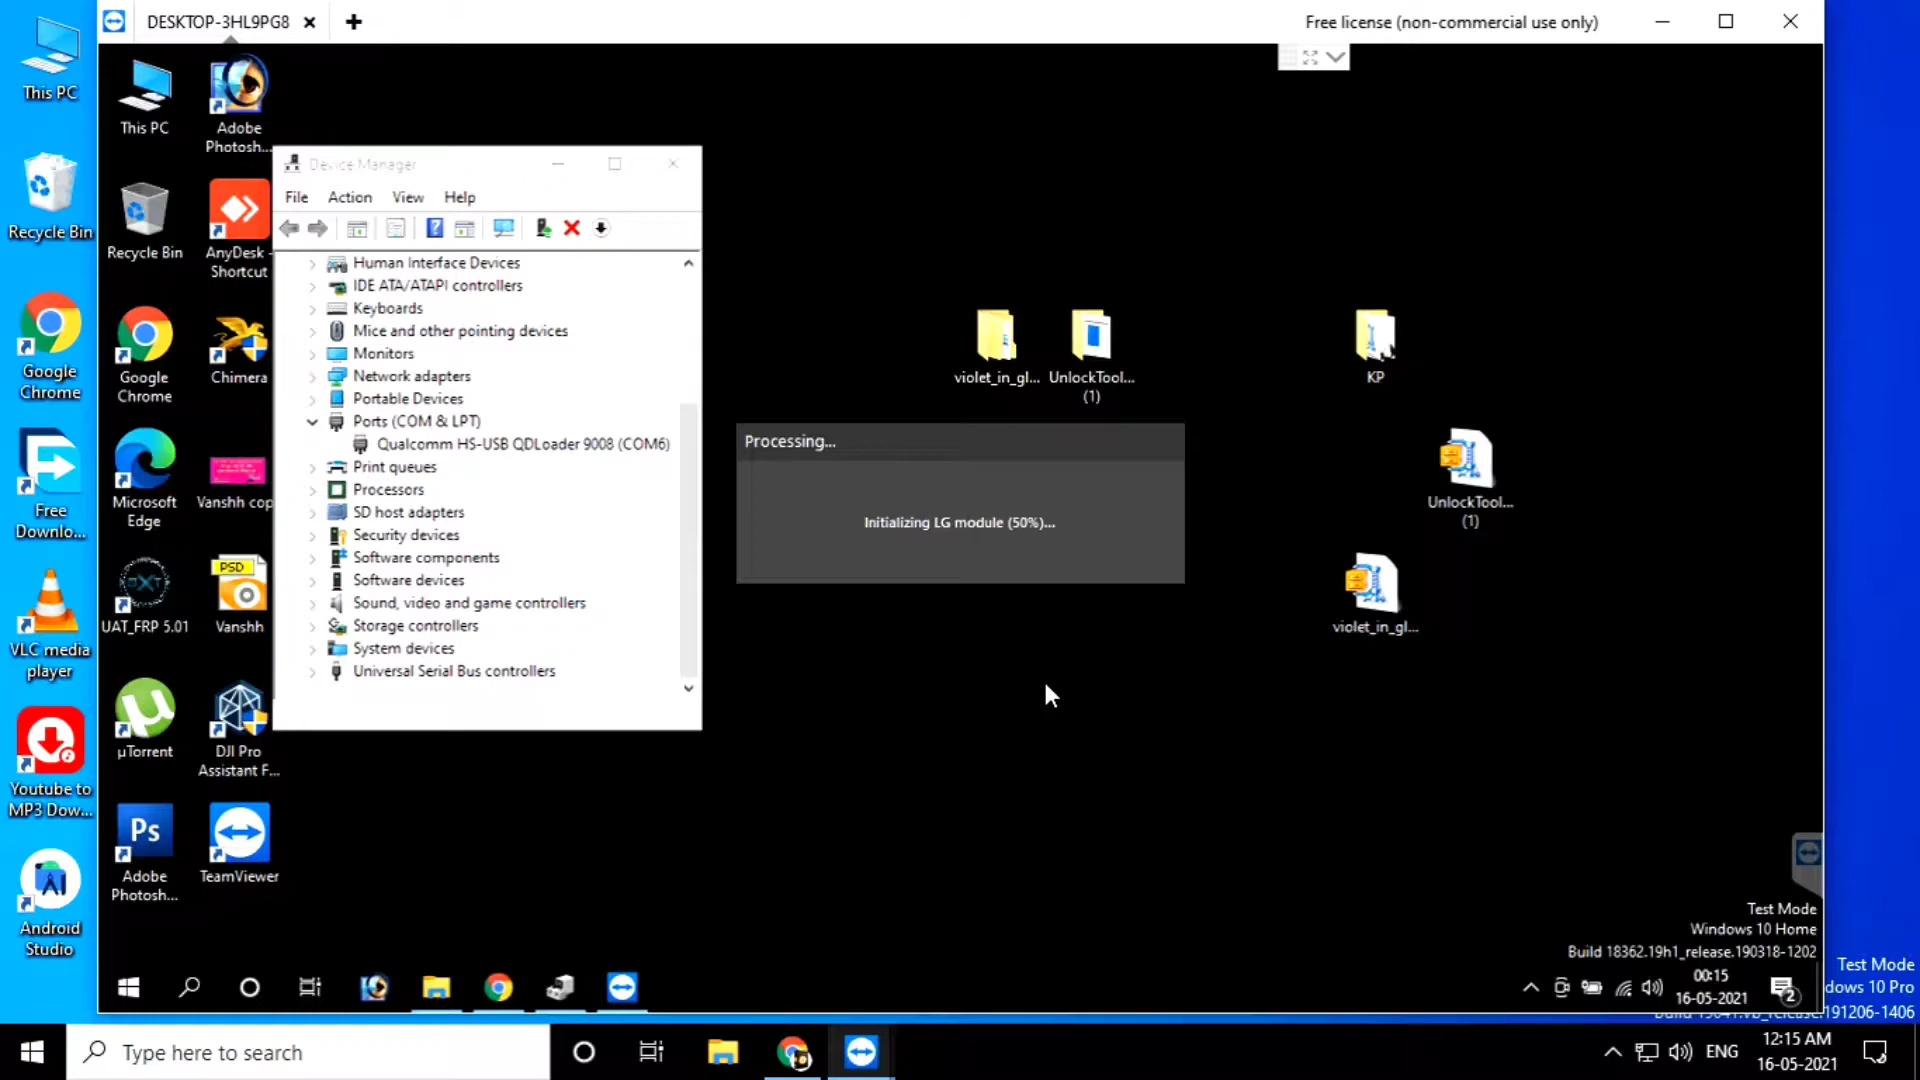 DESKTOP-3HL9PG8
Free license (non-commercial use only)
This PC
Recycle Bin
Google
Chrome
Free
Downlo...
VLC media
player
Youtube to
MP3 Dow...
Android
Studio
This PC
Adobe
Photosh...
Recycle Bin
AnyDesk -
Shortcut
Google
Chrome
Chimera
Microsoft
Edge
Vanshh cop
UAT_FRP 5.01
PSD
Vanshh
µTorrent
DJI Pro
Assistant F...
Ps
Adobe
Photosh...
TeamViewer
Device Manager
File Action View Help
Human Interface Devices
IDE ATA/ATAPI controllers
Keyboards
Mice and other pointing devices
Monitors
Network adapters
Portable Devices
Ports (COM & LPT)
Qualcomm HS-USB QDLoader 9008 (COM6)
Print queues
Processors
SD host adapters
Security devices
Software components
Software devices
Sound, video and game controllers
Storage controllers
System devices
Universal Serial Bus controllers
violet_in_gl...
UnlockTool...
(1)
KP
Processing...
Initializing LG module (50%)...
UnlockTool...
(1)
violet_in_gl...
Test Mode
Windows 10 Home
Build 18362.19h1_release.190318-1202
00:15
16-05-2021
2
Test Mode
dows 10 Pro
191206-1406
Type here to search
ENG
12:15 AM
16-05-2021